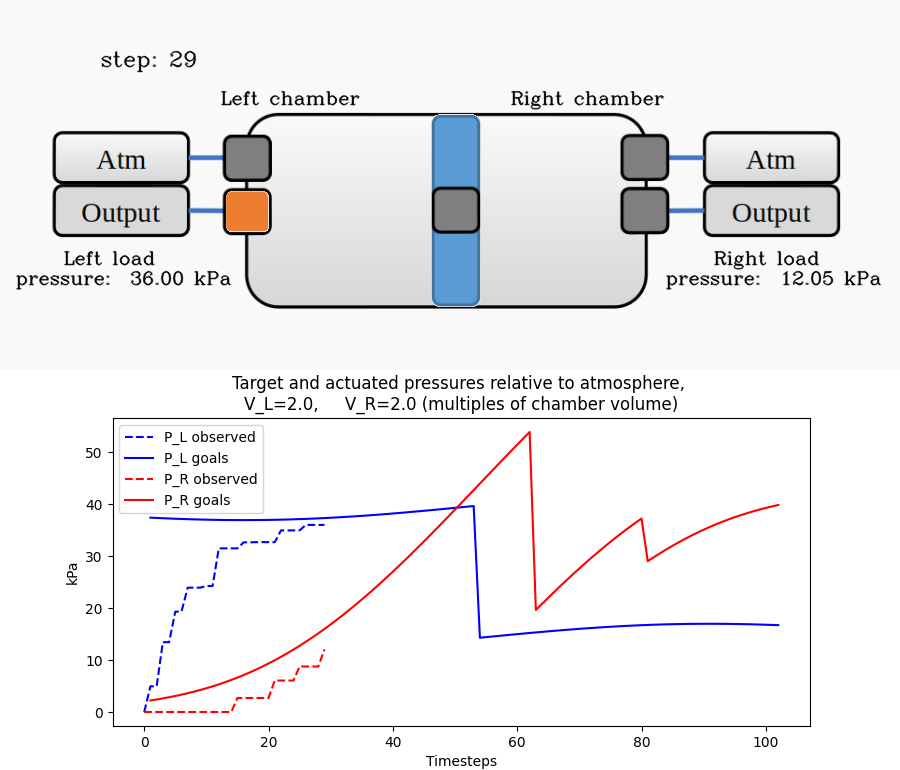 step: 29
Left chamber
Right chamber
Atm
Atm
Output
Output
Left load
pressure: 36.00 kPa
Right load
pressure: 12.05 kPa
Target and actuated pressures relative to atmosphere,
V_L=2.0, V_R=2.0 (multiples of chamber volume)
P_L observed
P_L goals
P_R observed
P_R goals
kPa
50
40
30
20
10
0
0 20 40 60 80 100
Timesteps